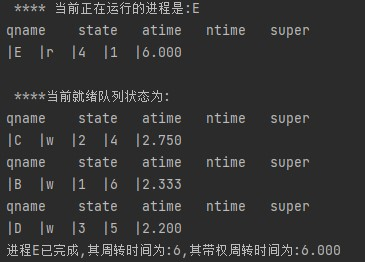 **** 当前正在运行的进程是:E
qname state atime ntime super
|E |r |4 |1 |6.000
****当前就绪队列状态为:
qname state atime ntime super
|C |w |2 |4 |2.750
qname state atime ntime super
|B |w |1 |6 |2.333
qname state atime ntime super
|D |w |3 |5 |2.200
进程E已完成,其周转时间为:6,其带权周转时间为:6.000